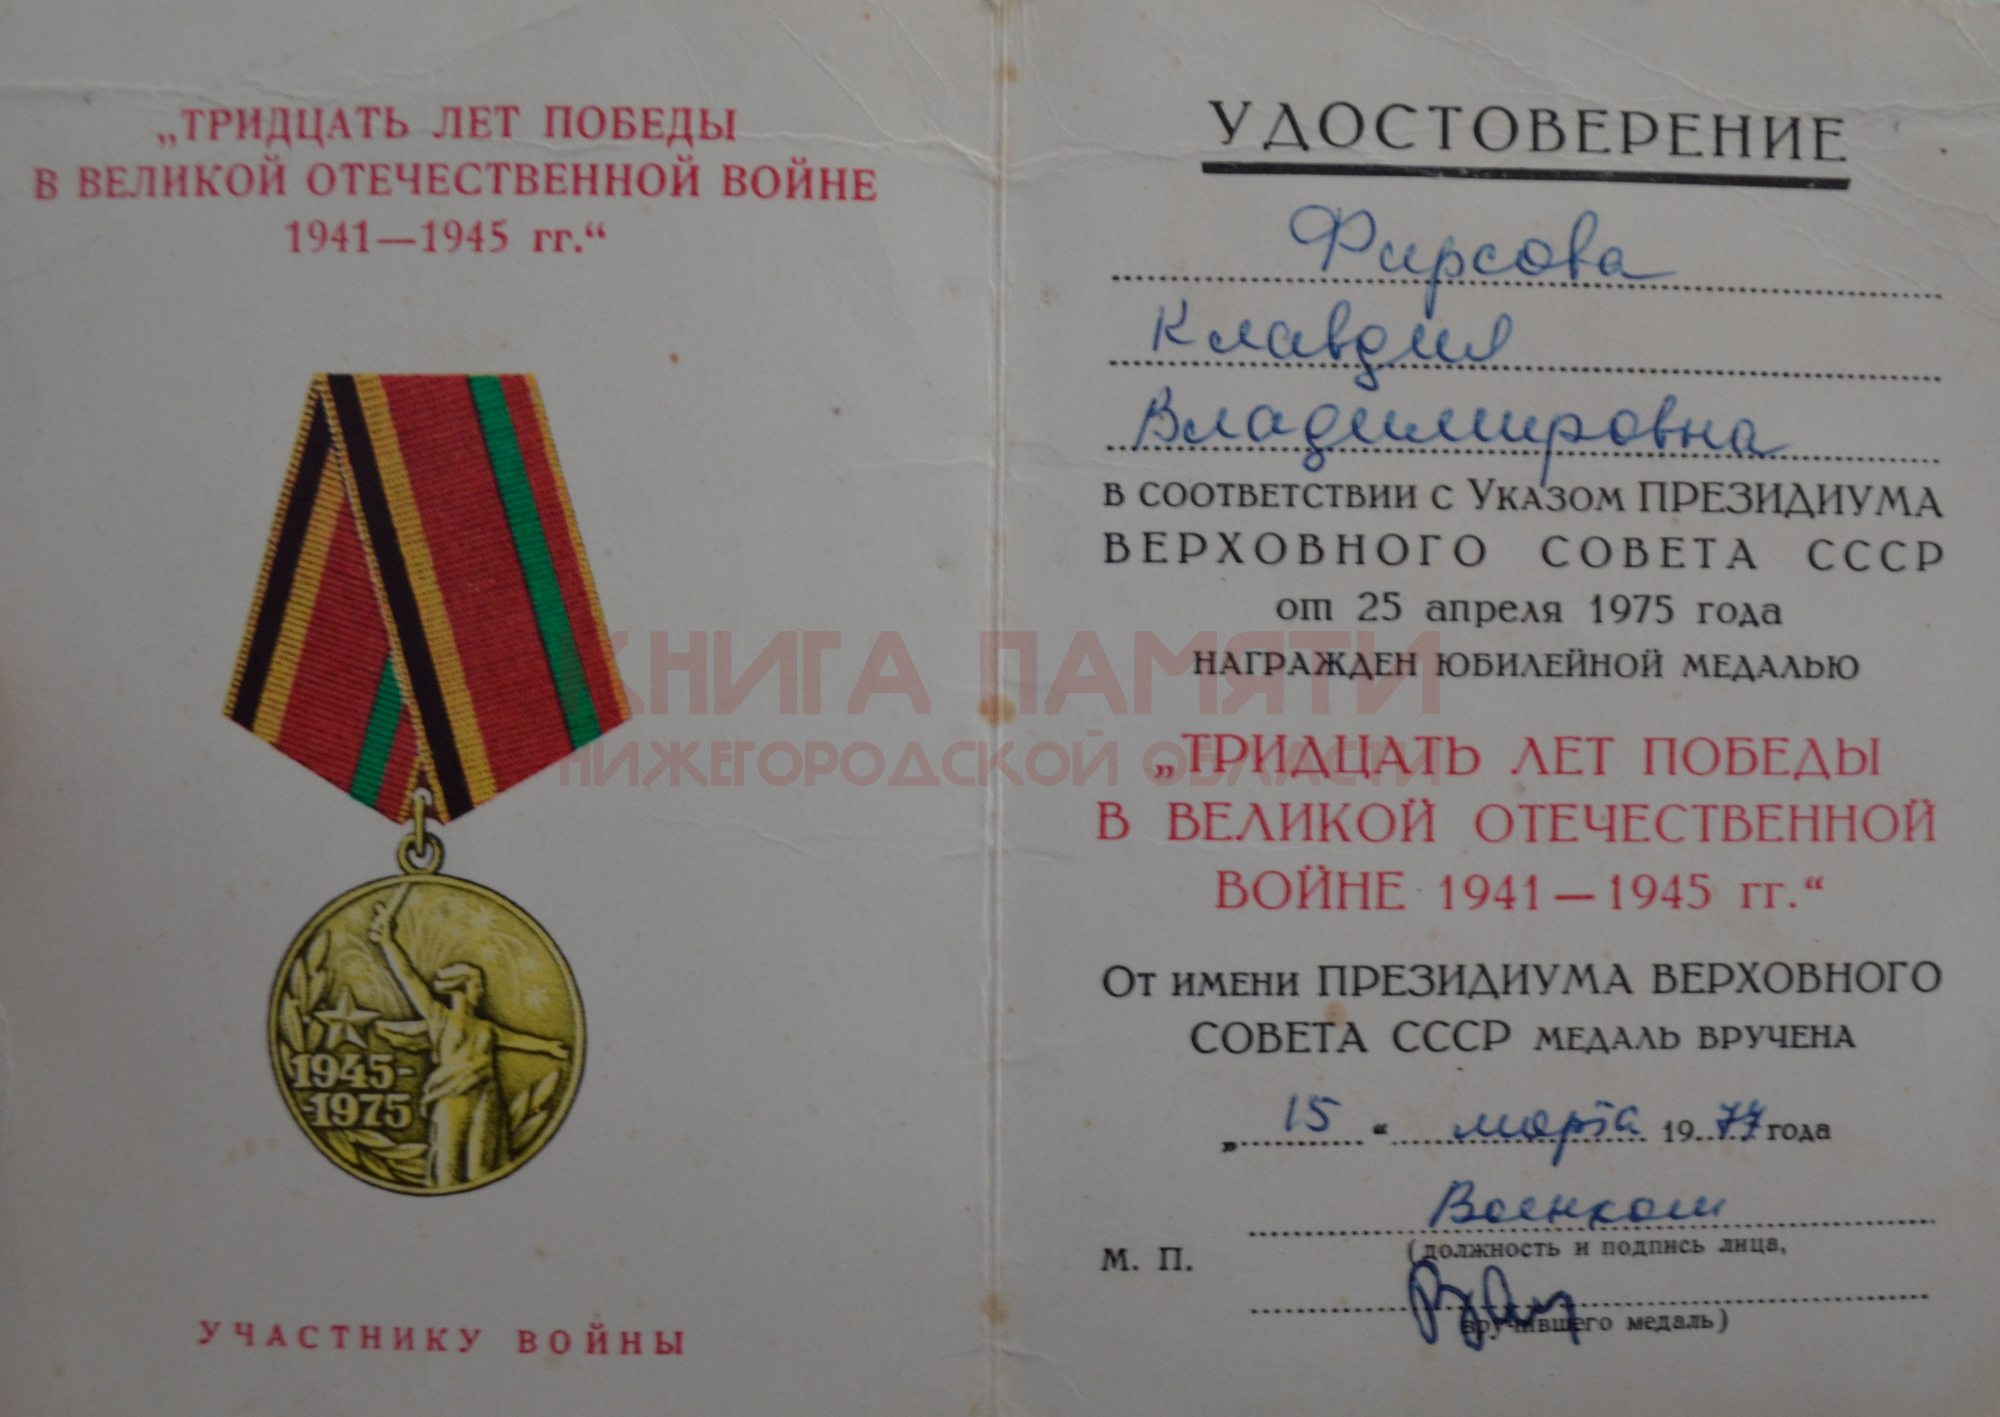 „ТРИДЦАТЬ ЛЕТ ПОБЕДЫ
В ВЕЛИКОЙ ОТЕЧЕСТВЕННОЙ ВОЙНЕ
1941—1945 гг.“
1945-
-1975
УЧАСТНИКУ ВОЙНЫ
УДОСТОВЕРЕНИЕ
Фирсова
Клавдия
Владимировна
В СООТВЕТСТВИИ С УКАЗОМ ПРЕЗИДИУМА
ВЕРХОВНОГО СОВЕТА СССР
от 25 апреля 1975 года
НАГРАЖДЕН ЮБИЛЕЙНОЙ МЕДАЛЬЮ
„ТРИДЦАТЬ ЛЕТ ПОБЕДЫ
В ВЕЛИКОЙ ОТЕЧЕСТВЕННОЙ
ВОЙНЕ 1941—1945 гг.“
ОТ ИМЕНИ ПРЕЗИДИУМА ВЕРХОВНОГО
СОВЕТА СССР МЕДАЛЬ ВРУЧЕНА
„15“ марта 1977 года
Военком
М. П.
(должность и подпись лица,
вручившего медаль)
КНИГА ПАМЯТИ
НИЖЕГОРОДСКОЙ ОБЛАСТИ